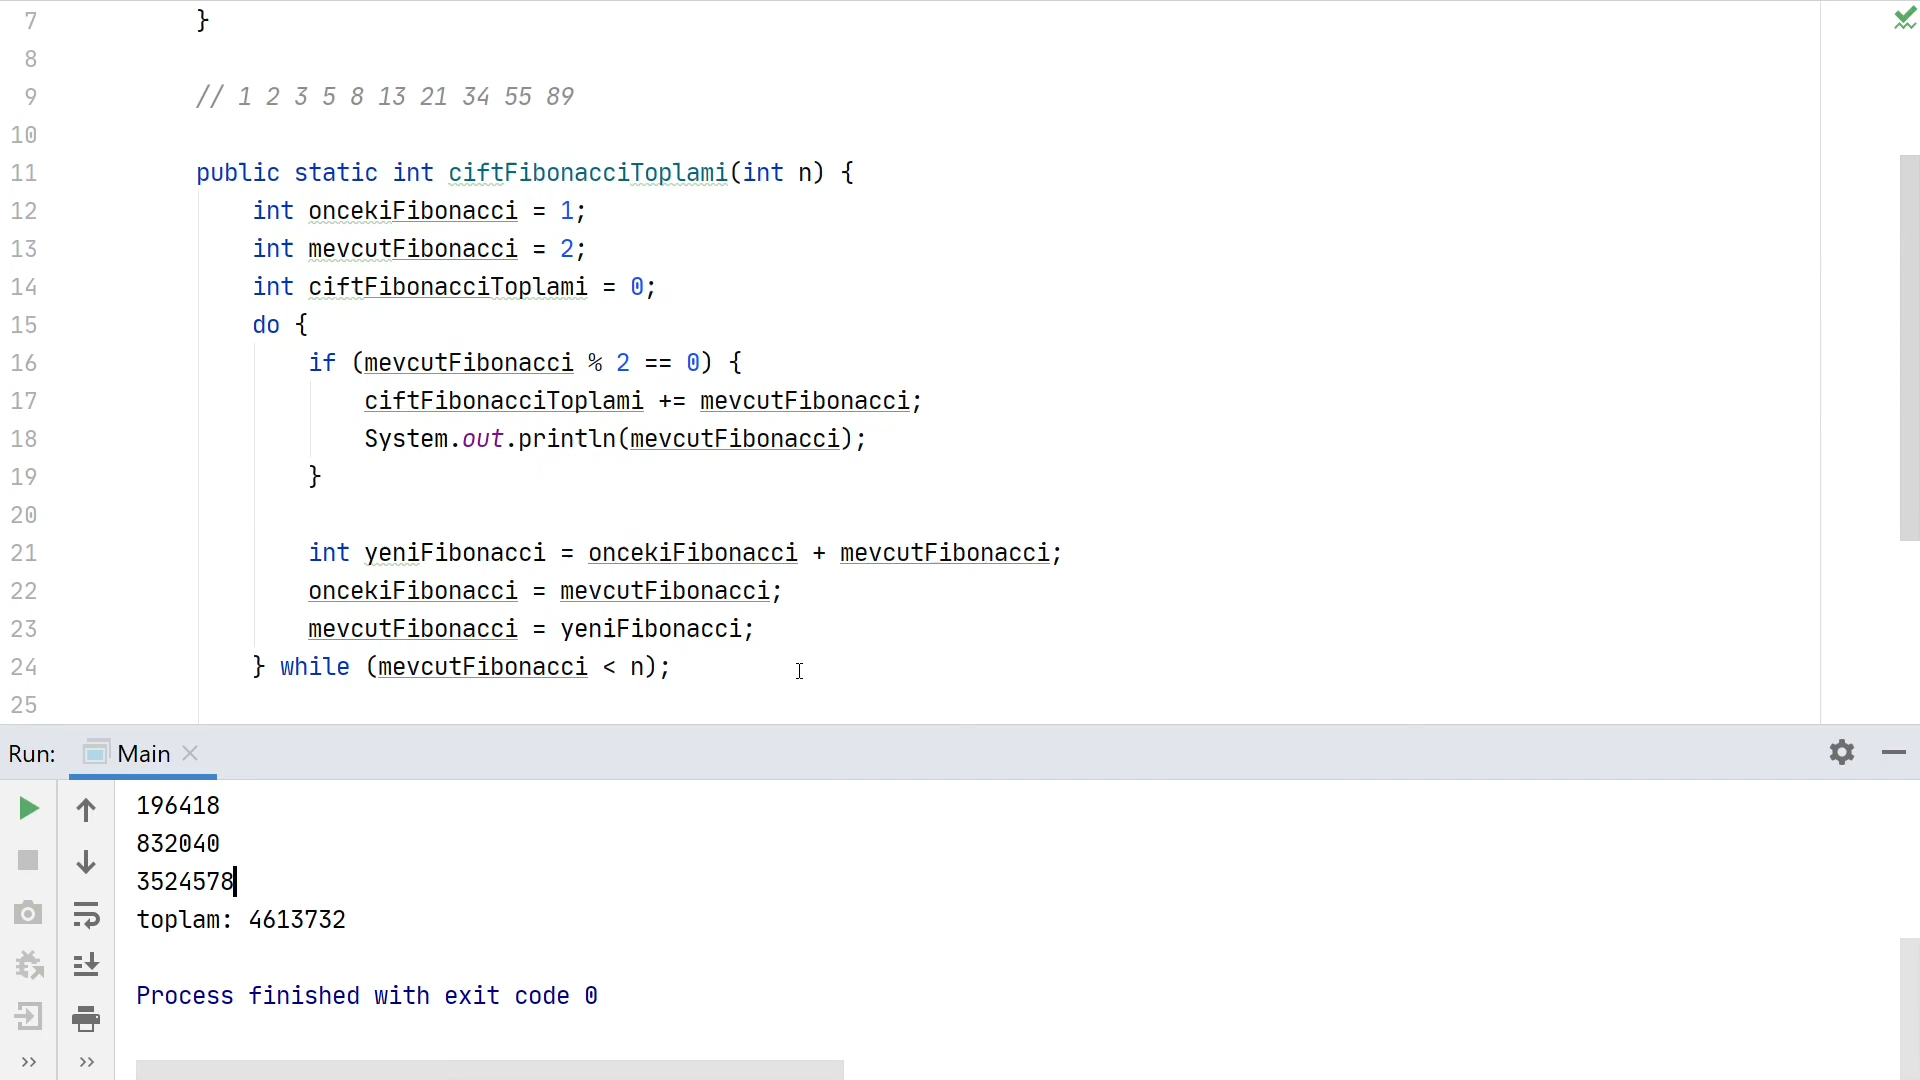 7 }
8
9 // 1 2 3 5 8 13 21 34 55 89
10
11 public static int ciftFibonacciToplami(int n) {
12 int oncekiFibonacci = 1;
13 int mevcutFibonacci = 2;
14 int ciftFibonacciToplami = 0;
15 do {
16 if (mevcutFibonacci % 2 == 0) {
17 ciftFibonacciToplami += mevcutFibonacci;
18 System.out.println(mevcutFibonacci);
19 }
20
21 int yeniFibonacci = oncekiFibonacci + mevcutFibonacci;
22 oncekiFibonacci = mevcutFibonacci;
23 mevcutFibonacci = yeniFibonacci;
24 } while (mevcutFibonacci < n);
25
Run: Main
196418
832040
3524578
toplam: 4613732
Process finished with exit code 0